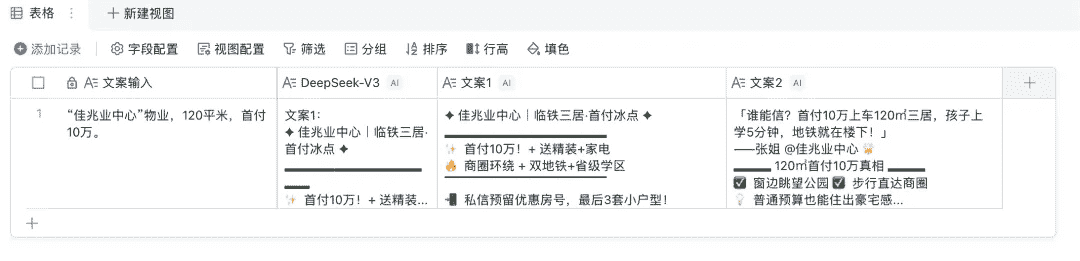 表格
+ 新建视图
添加记录
字段配置
视图配置
筛选
分组
排序
行高
填色
文案输入
DeepSeek-V3 AI
文案1 AI
文案2 AI
+
1
“佳兆业中心”物业，120平米，首付
10万。
文案1：
✦ 佳兆业中心｜临铁三居·
首付冰点 ✦
▬▬▬▬▬▬▬▬▬▬
▬▬
✨ 首付10万！+ 送精装...
✦ 佳兆业中心｜临铁三居·首付冰点 ✦
▬▬▬▬▬▬▬▬▬▬▬▬
✨ 首付10万！+ 送精装+家电
🔥 商圈环绕 + 双地铁+省级学区
▬▬▬▬▬▬▬▬▬▬▬▬
📲 私信预留优惠房号，最后3套小户型！
「谁能信？首付10万上车120㎡三居，孩子上
学5分钟，地铁就在楼下！」
——张姐 @佳兆业中心
▬▬▬ 120㎡首付10万真相 ▬▬▬
☑ 窗边眺望公园 ☑ 步行直达商圈
💡 普通预算也能住出豪宅感...
+